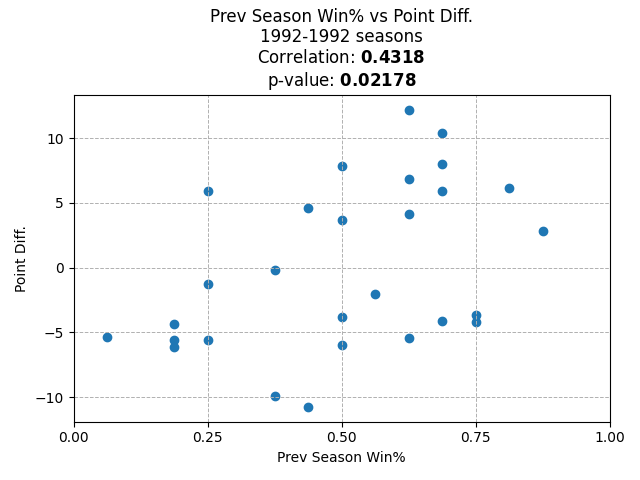 Prev Season Win% vs Point Diff.
1992-1992 seasons
Correlation: 0.4318
p-value: 0.02178
10
5
0
−5
−10
Point Diff.
0.00 0.25 0.50 0.75 1.00
Prev Season Win%